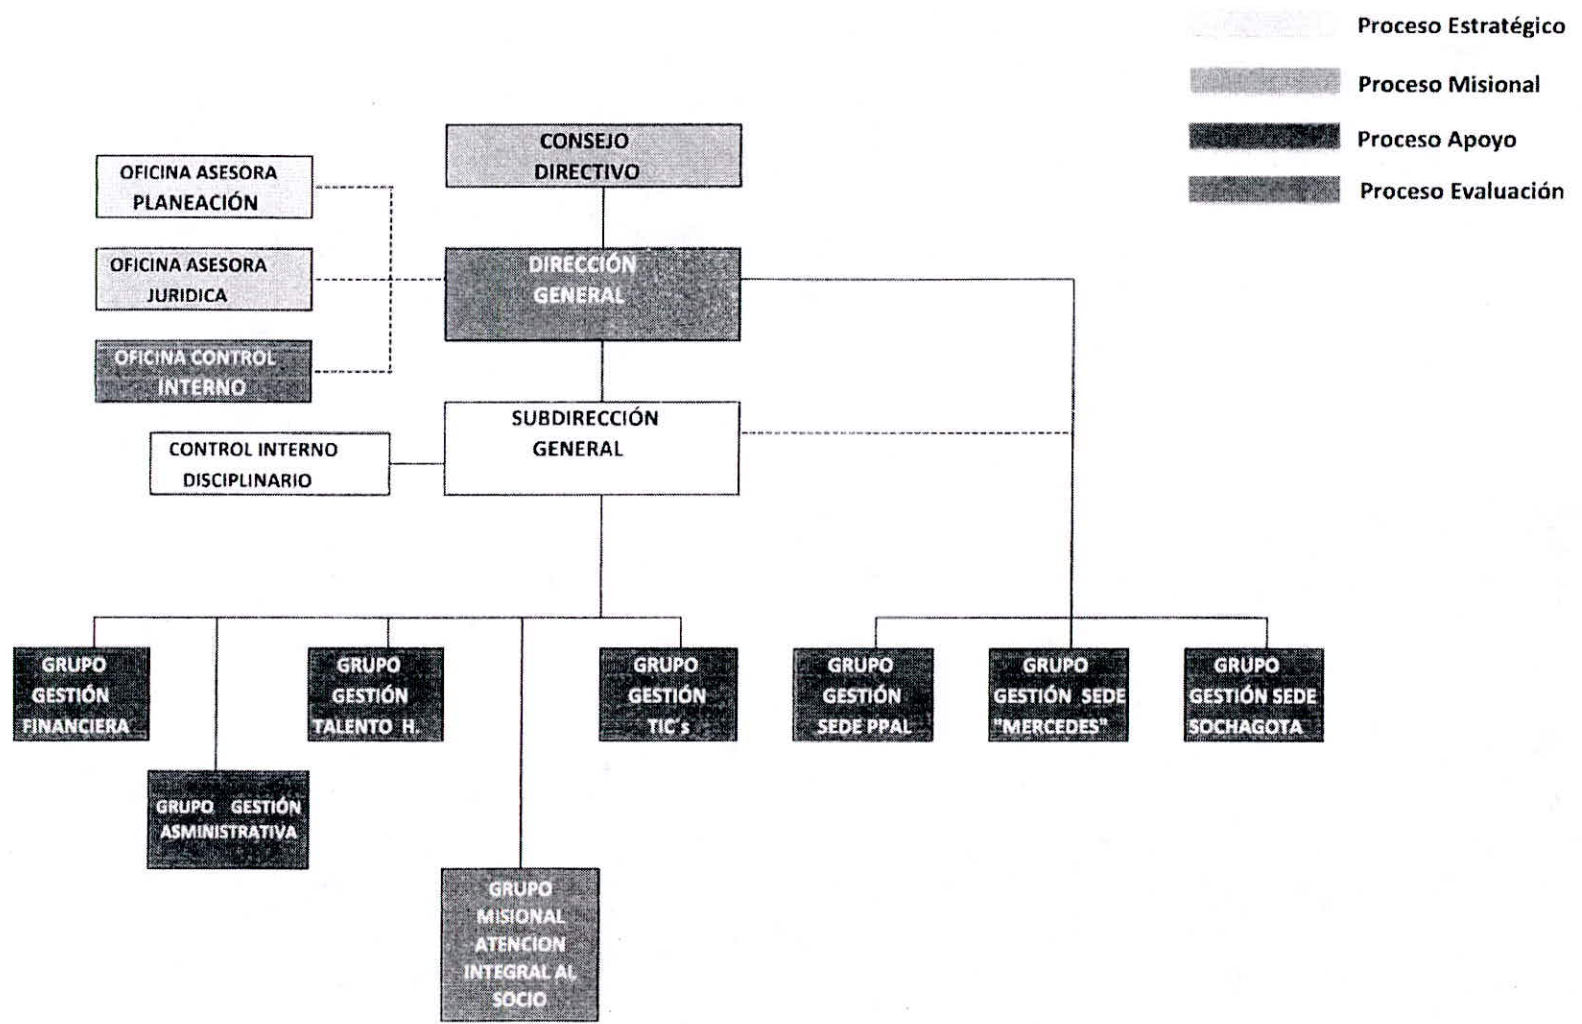 Proceso Estratégico
Proceso Misional
Proceso Apoyo
Proceso Evaluación
CONSEJO
DIRECTIVO
OFICINA ASESORA
PLANEACIÓN
OFICINA ASESORA
JURIDICA
DIRECCIÓN
GENERAL
OFICINA CONTROL
INTERNO
SUBDIRECCIÓN
GENERAL
CONTROL INTERNO
DISCIPLINARIO
GRUPO
GESTIÓN
FINANCIERA
GRUPO
GESTIÓN
TALENTO H.
GRUPO
GESTIÓN
TIC´s
GRUPO
GESTIÓN
SEDE PPAL
GRUPO
GESTIÓN SEDE
"MERCEDES"
GRUPO
GESTIÓN SEDE
SOCHAGOTA
GRUPO GESTIÓN
ASMINISTRATIVA
GRUPO
MISIONAL
ATENCION
INTEGRAL AL
SOCIO